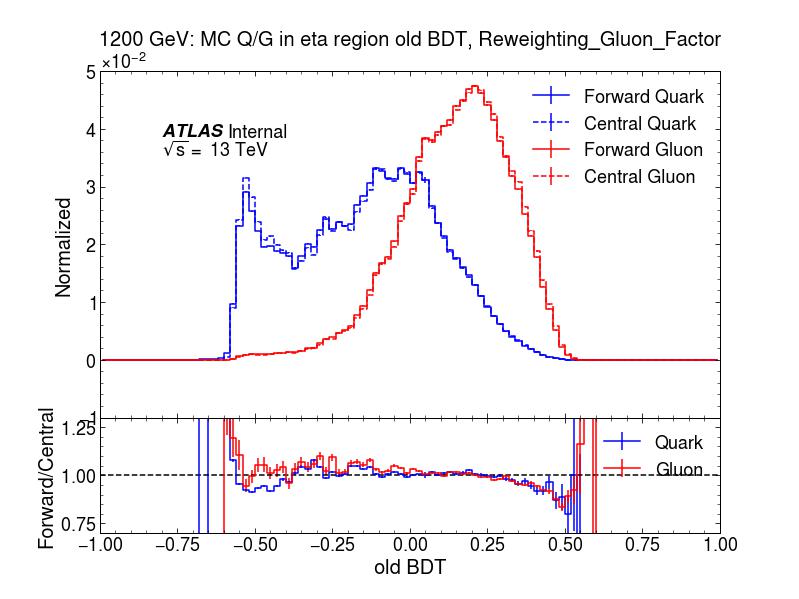 1200 GeV: MC Q/G in eta region old BDT, Reweighting_Gluon_Factor
×10⁻²
5
4
3
2
1
0
−1
Normalized
ATLAS Internal
√s = 13 TeV
Forward Quark
Central Quark
Forward Gluon
Central Gluon
1.25
1.00
0.75
Forward/Central
Quark
Gluon
−1.00 −0.75 −0.50 −0.25 0.00 0.25 0.50 0.75 1.00
old BDT